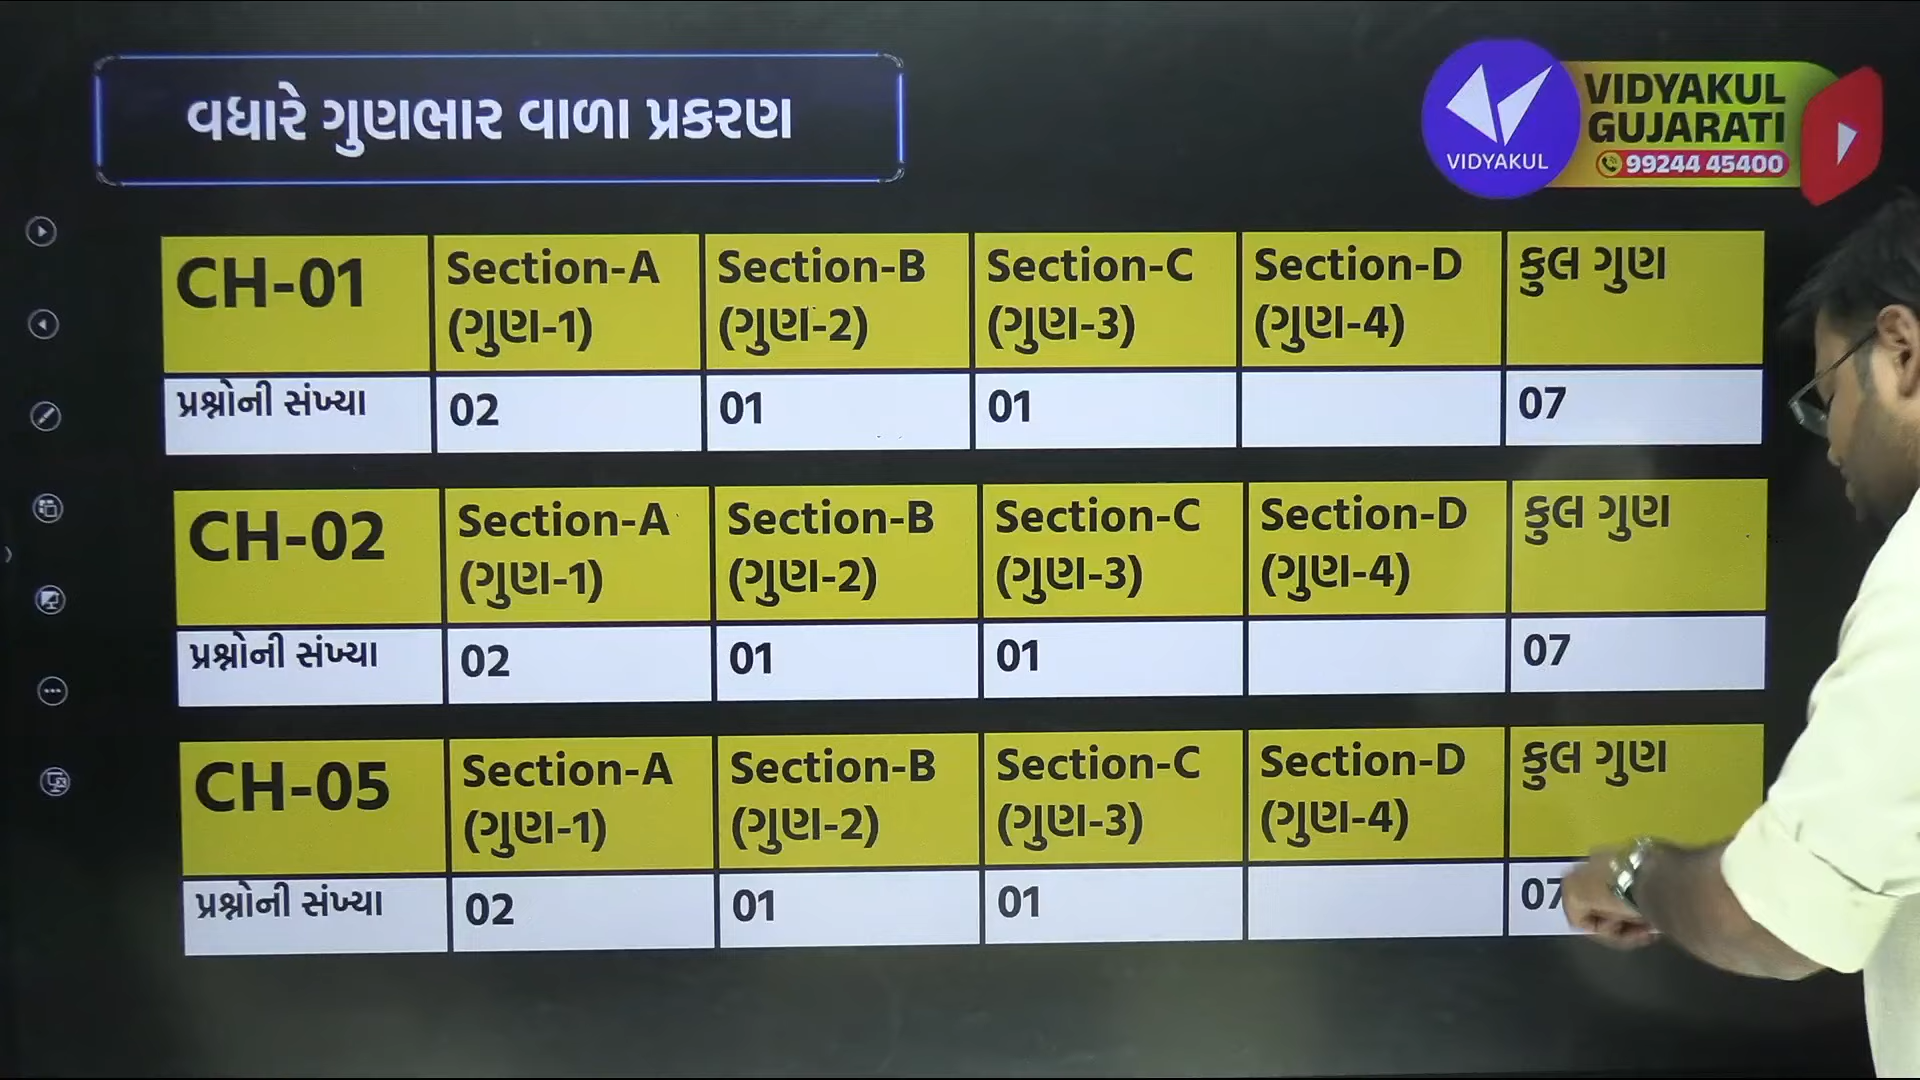 વધારે ગુણભાર વાળા પ્રકરણ
VIDYAKUL
VIDYAKUL
GUJARATI
99244 45400
CH-01 Section-A Section-B Section-C Section-D કુલ ગુણ
(ગુણ-1) (ગુણ-2) (ગુણ-3) (ગુણ-4)
પ્રશ્નોની સંખ્યા 02 01 01 07
CH-02 Section-A Section-B Section-C Section-D કુલ ગુણ
(ગુણ-1) (ગુણ-2) (ગુણ-3) (ગુણ-4)
પ્રશ્નોની સંખ્યા 02 01 01 07
CH-05 Section-A Section-B Section-C Section-D કુલ ગુણ
(ગુણ-1) (ગુણ-2) (ગુણ-3) (ગુણ-4)
પ્રશ્નોની સંખ્યા 02 01 01 07